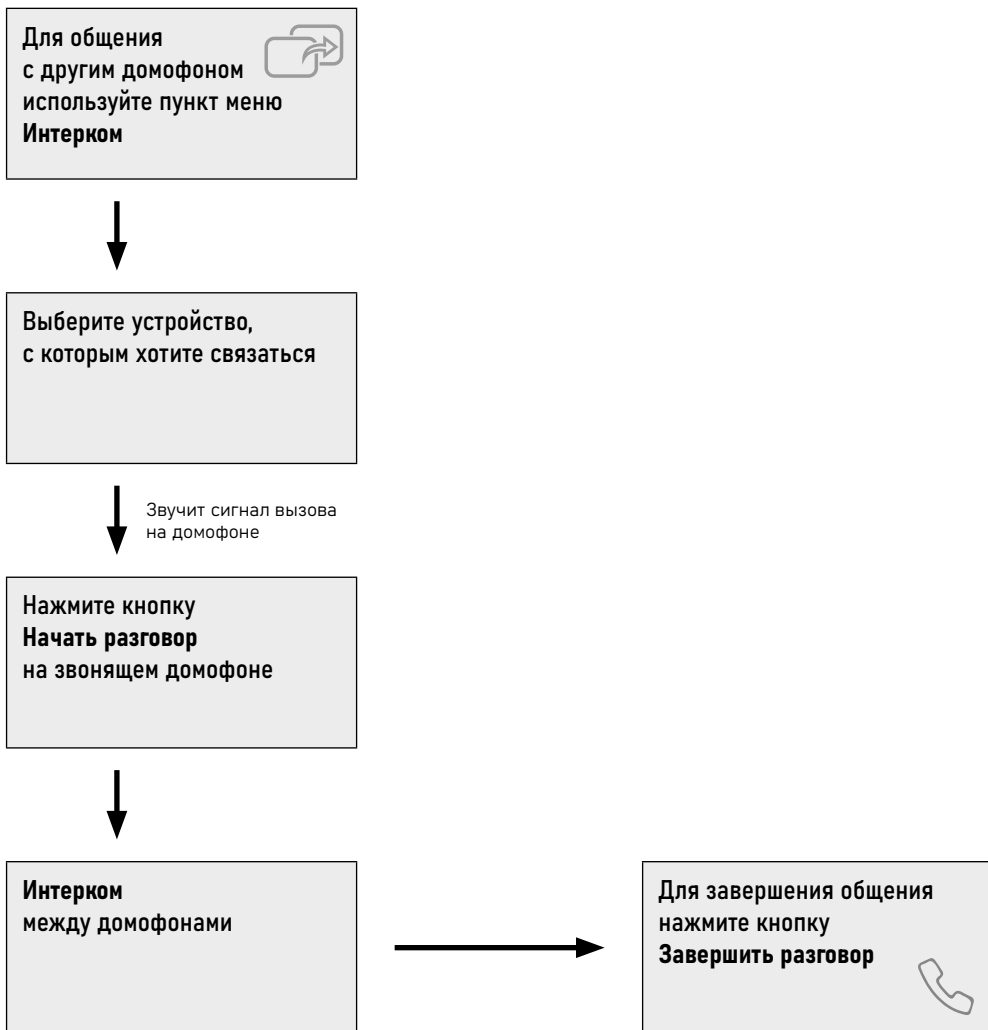 Для общения
с другим домофоном
используйте пункт меню
Интерком
Выберите устройство,
с которым хотите связаться
Звучит сигнал вызова
на домофоне
Нажмите кнопку
Начать разговор
на звонящем домофоне
Интерком
между домофонами
Для завершения общения
нажмите кнопку
Завершить разговор